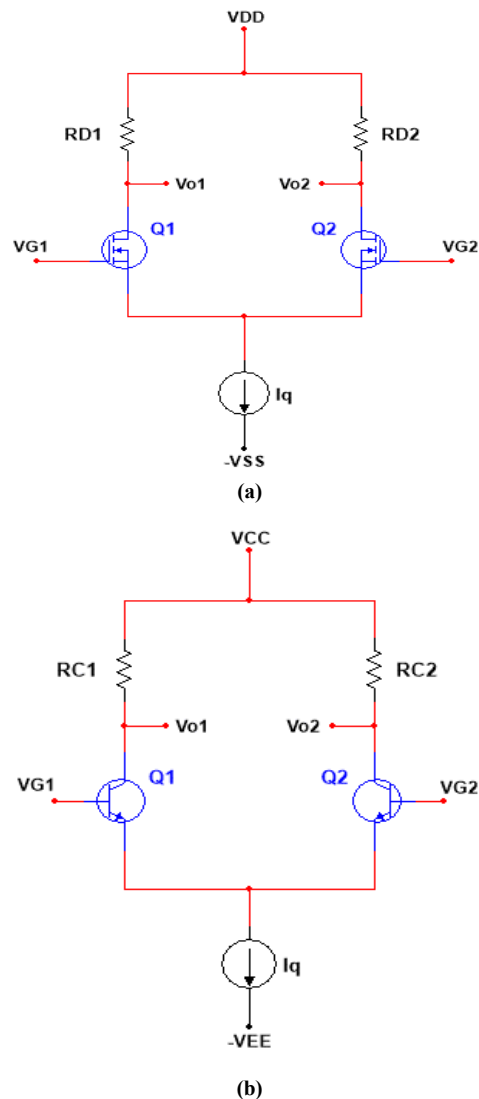 VDD
RD1 RD2
Vo1 Vo2
Q1 Q2
VG1 VG2
Iq
-VSS
(a)
VCC
RC1 RC2
Vo1 Vo2
Q1 Q2
VG1 VG2
Iq
-VEE
(b)